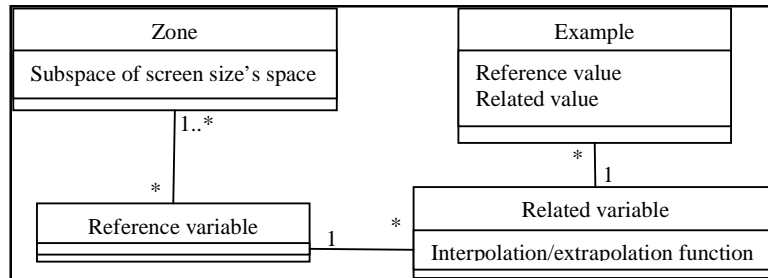 Zone
Subspace of screen size's space
Example
Reference value
Related value
1..*
*
*
1
Reference variable
1
*
Related variable
Interpolation/extrapolation function